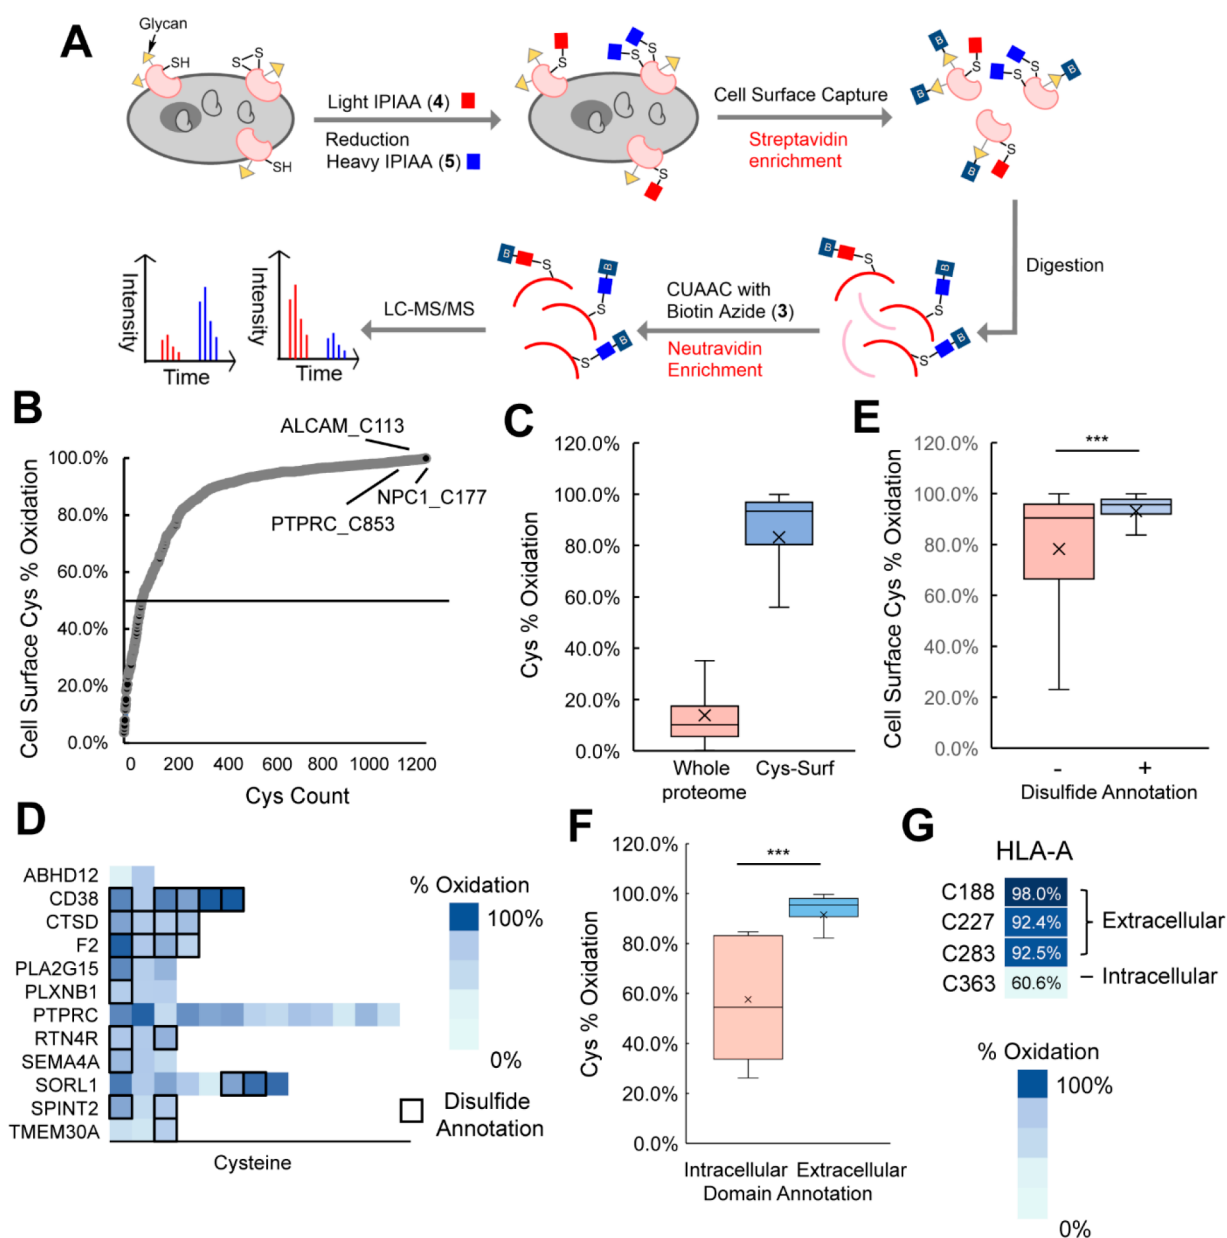 A
Glycan
SH
S
S
SH
Light IPIAA (4)
Reduction
Heavy IPIAA (5)
S
S
S
S
Cell Surface Capture
Streptavidin
enrichment
B
S
S
S
B
B
S
Digestion
B
S
B
S
S
B
CUAAC with
Biotin Azide (3)
Neutravidin
Enrichment
B
S
B
S
S
B
LC-MS/MS
Intensity
Time
Intensity
Time
B
Cell Surface Cys % Oxidation
100.0%
80.0%
60.0%
40.0%
20.0%
0.0%
ALCAM_C113
NPC1_C177
PTPRC_C853
0 200 400 600 800 1000 1200
Cys Count
C
Cys % Oxidation
120.0%
100.0%
80.0%
60.0%
40.0%
20.0%
0.0%
Whole
proteome
Cys-Surf
E
Cell Surface Cys % Oxidation
120.0%
100.0%
80.0%
60.0%
40.0%
20.0%
0.0%
***
- +
Disulfide Annotation
D
ABHD12
CD38
CTSD
F2
PLA2G15
PLXNB1
PTPRC
RTN4R
SEMA4A
SORL1
SPINT2
TMEM30A
Cysteine
% Oxidation
100%
0%
Disulfide
Annotation
F
Cys % Oxidation
120.0%
100.0%
80.0%
60.0%
40.0%
20.0%
0.0%
***
Intracellular Extracellular
Domain Annotation
G
HLA-A
C188 98.0%
C227 92.4%
C283 92.5%
C363 60.6%
Extracellular
Intracellular
% Oxidation
100%
0%